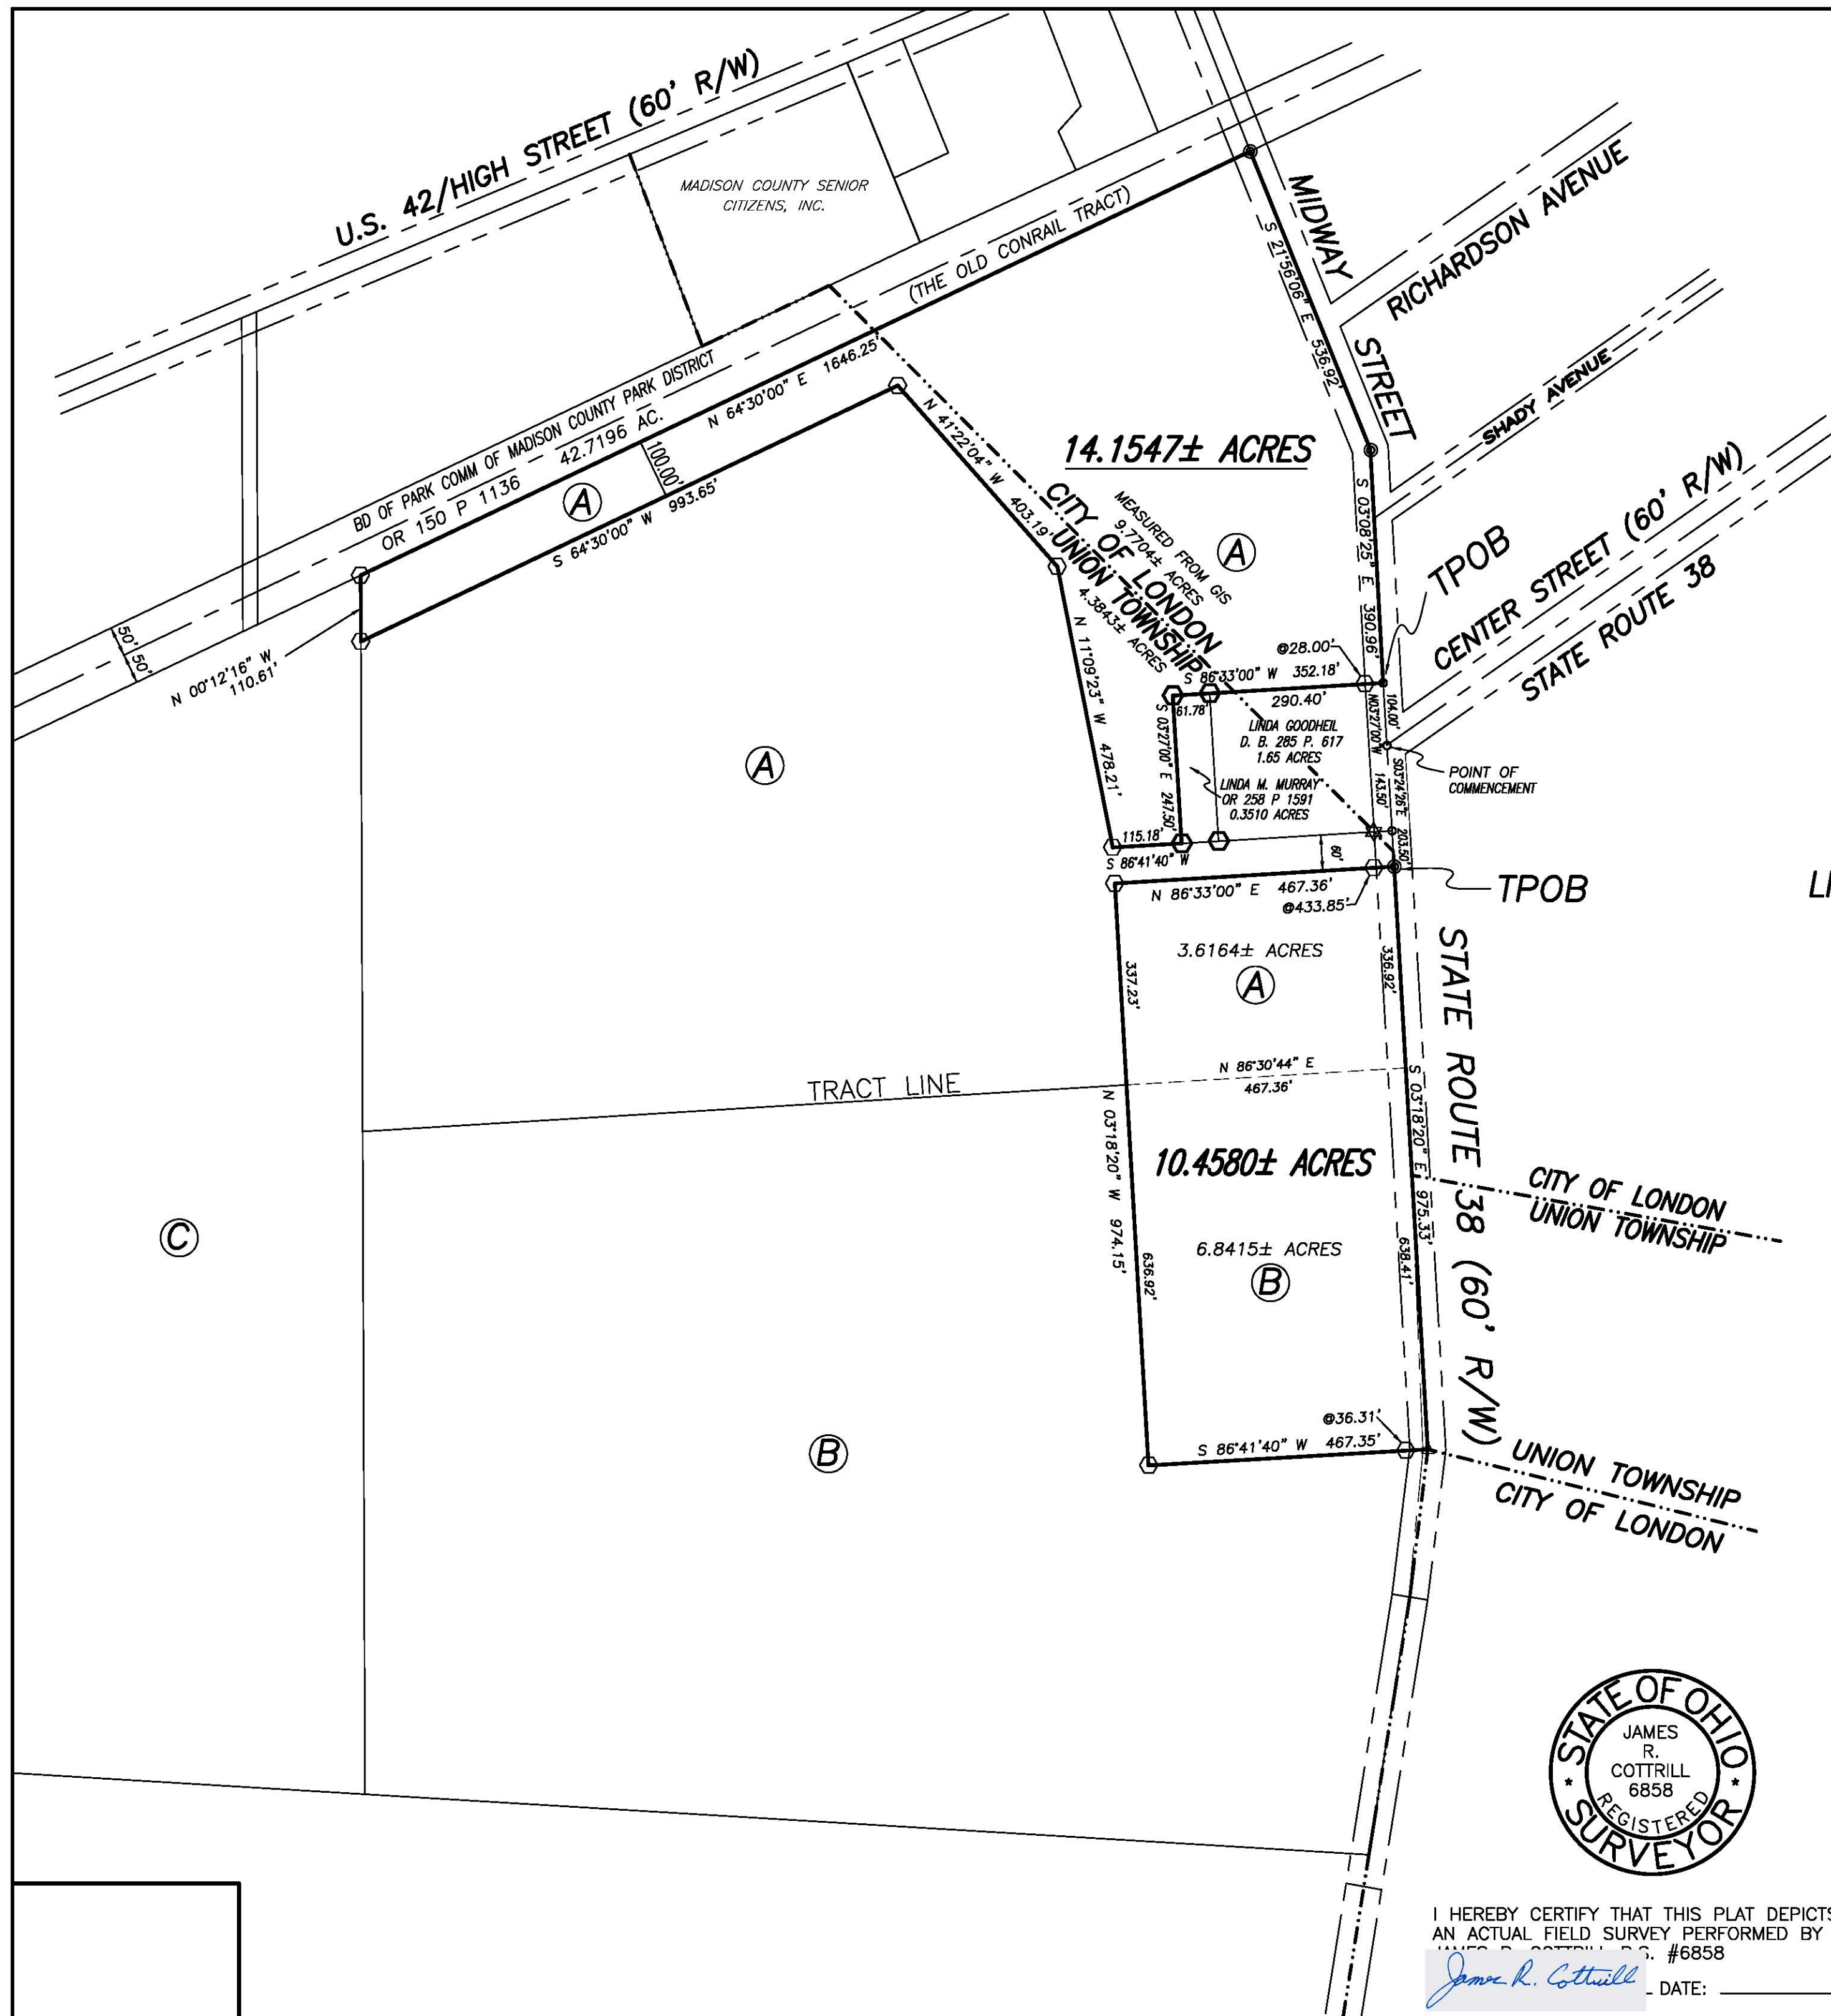 U.S. 42/HIGH STREET (60' R/W)
MADISON COUNTY SENIOR
CITIZENS, INC.
(THE OLD CONRAIL TRACT)
MIDWAY
STREET
RICHARDSON AVENUE
SHADY AVENUE
S 21°56'06" E 536.92'
BD OF PARK COMM OF MADISON COUNTY PARK DISTRICT
OR 150 P 1136 42.7196 AC.
N 64°30'00" E 1646.25'
100.00'
A
S 64°30'00" W 993.65'
N 41°22'04" W 403.19'
14.1547± ACRES
CITY OF LONDON
UNION TOWNSHIP
MEASURED FROM GIS
9.7704± ACRES
4.3843± ACRES
A
S 03°08'25" E 390.96'
TPOB
CENTER STREET (60' R/W)
STATE ROUTE 38
50' 50'
N 00°12'16" W
110.61'
N 11°09'23" W 478.21'
@28.00'
S 86°33'00" W 352.18'
61.78'
290.40'
S 03°27'00" E 247.50'
LINDA GOODHEIL
D. B. 285 P. 617
1.65 ACRES
LINDA M. MURRAY
OR 258 P 1591
0.3510 ACRES
N03°27'00"W
143.50'
104.00'
S03°24'26"E
203.50'
POINT OF
COMMENCEMENT
A
115.18'
S 86°41'40" W
60'
N 86°33'00" E 467.36'
@433.85'
TPOB
LI
3.6164± ACRES
A
337.23'
336.92'
STATE ROUTE 38 (60' R/W)
N 86°30'44" E
467.36'
TRACT LINE
N 03°18'20" W 974.15'
S 03°18'20" E 975.33'
10.4580± ACRES
CITY OF LONDON
UNION TOWNSHIP
C
6.8415± ACRES
B
636.92'
638.41'
@36.31'
S 86°41'40" W 467.35'
B
UNION TOWNSHIP
CITY OF LONDON
STATE OF OHIO
JAMES
R.
COTTRILL
6858
REGISTERED
SURVEYOR
I HEREBY CERTIFY THAT THIS PLAT DEPICTS
AN ACTUAL FIELD SURVEY PERFORMED BY
JAMES R. COTTRILL P.S. #6858
James R. Cottrill DATE: